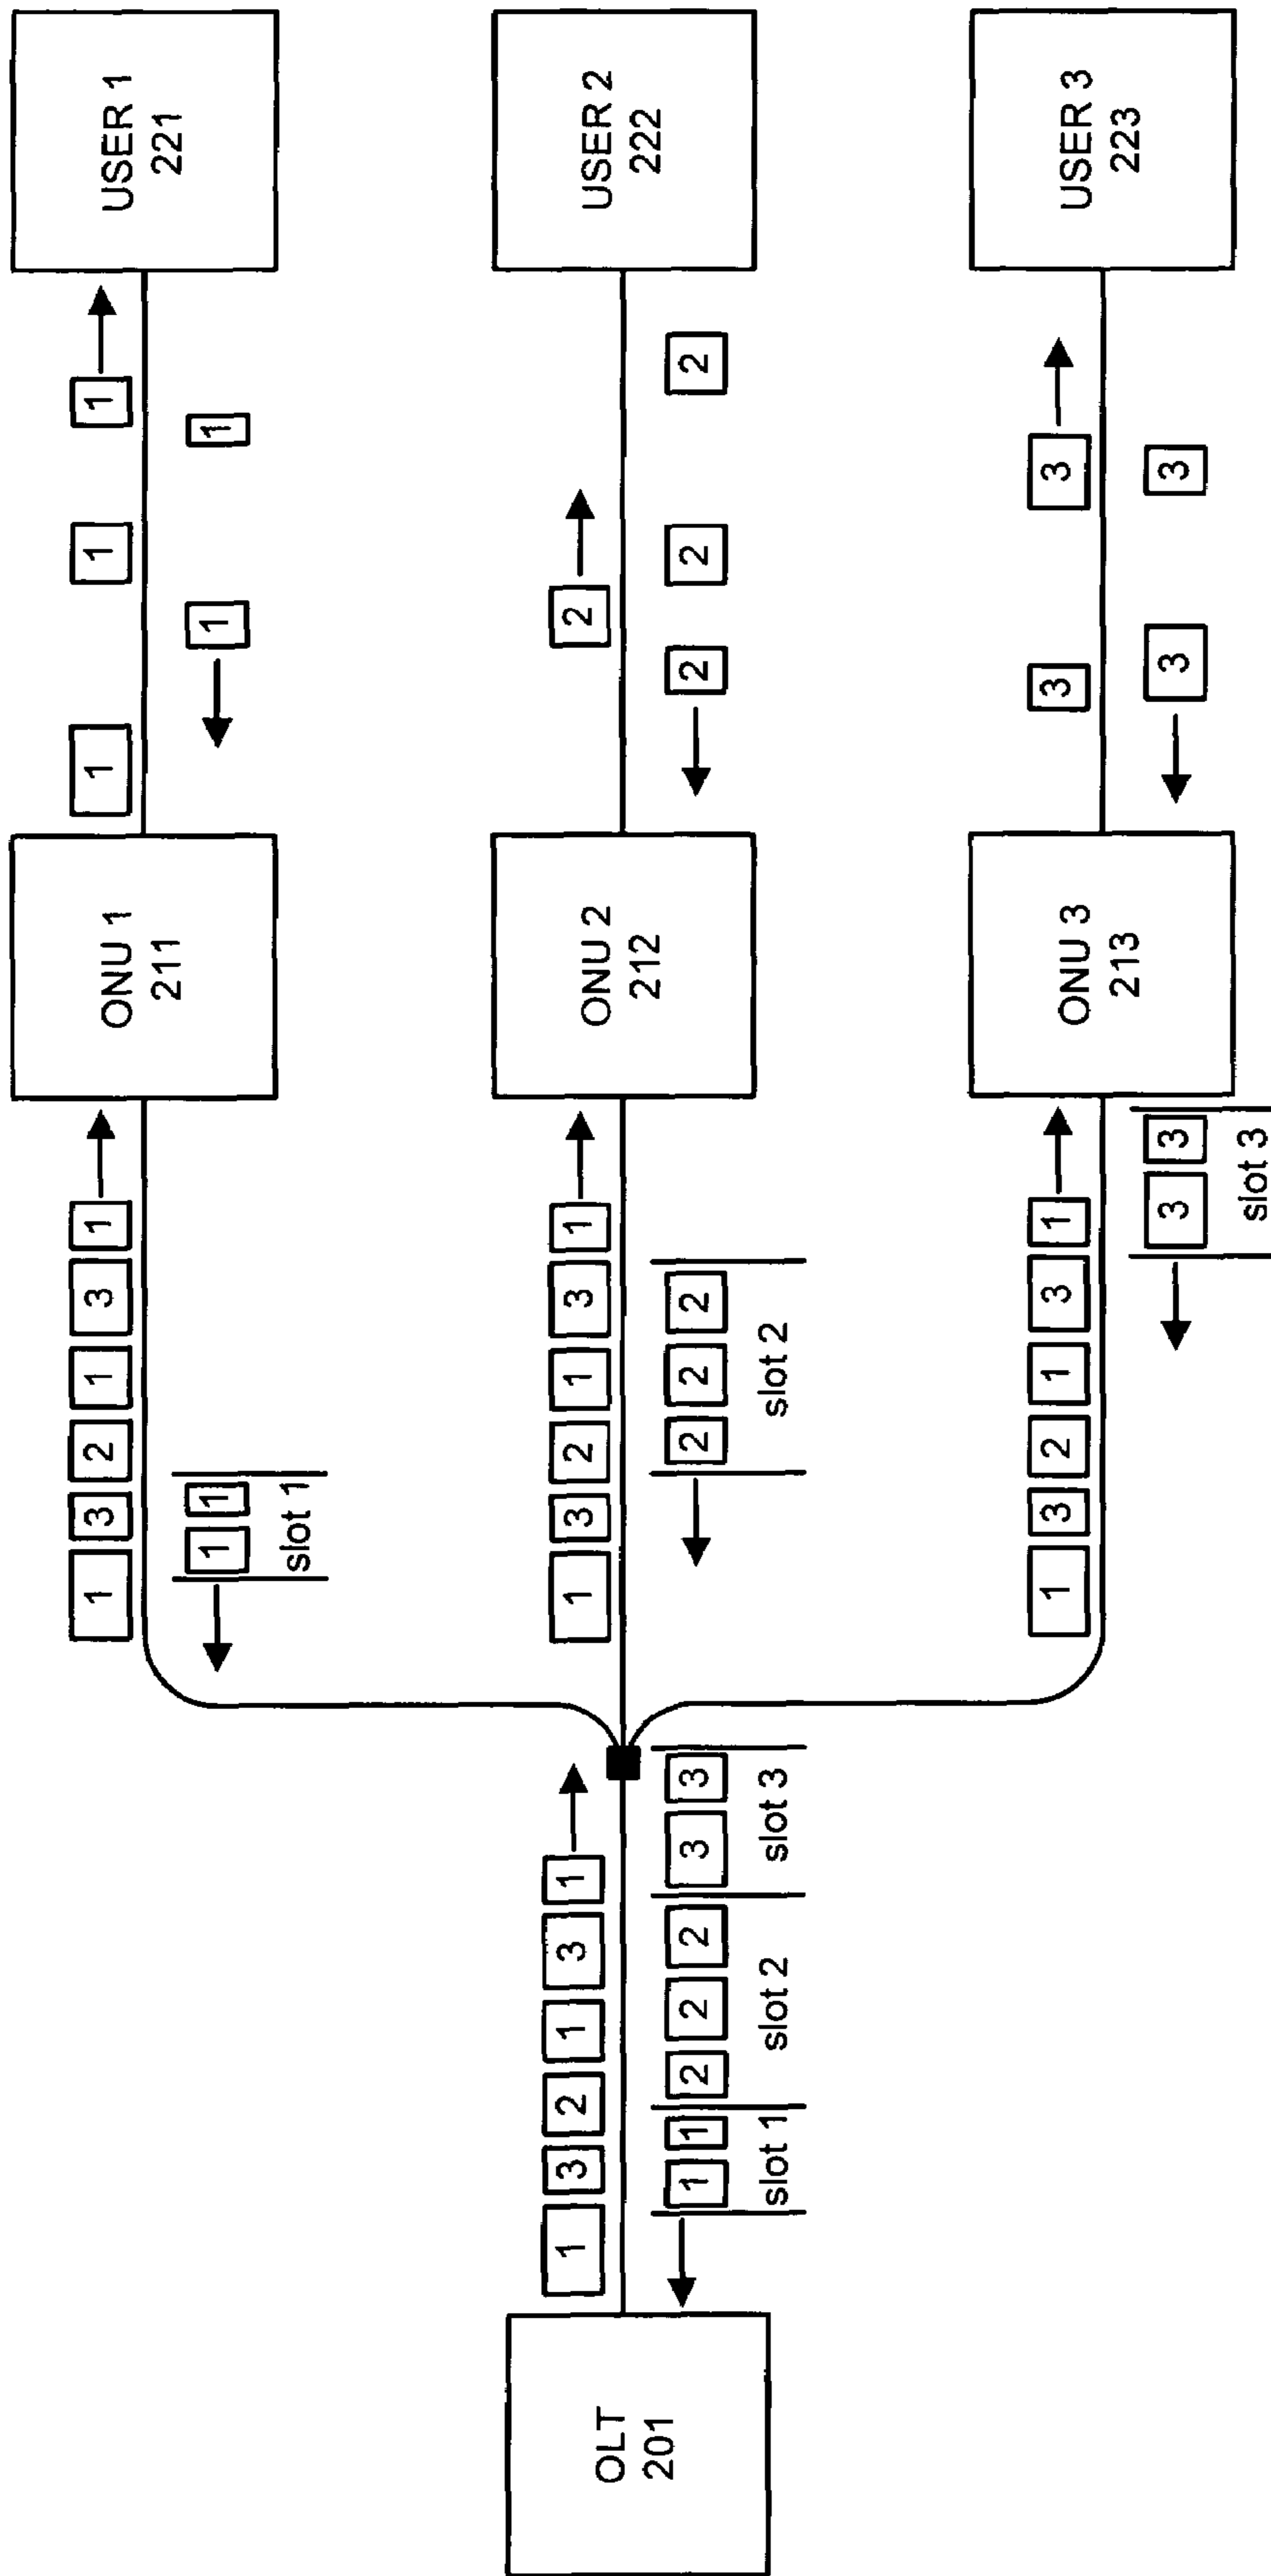 1 3 2 1 3 1
ONU 1
211
1 1 1
USER 1
221
1 1
slot 1
1 1
OLT
201
1 3 2 1 3 1
1 1 2 2 2 3 3
slot 1 slot 2 slot 3
1 3 2 1 3 1
2 2 2
slot 2
ONU 2
212
2
2 2 2
USER 2
222
1 3 2 1 3 1
3 3
slot 3
ONU 3
213
3 3
3 3
USER 3
223